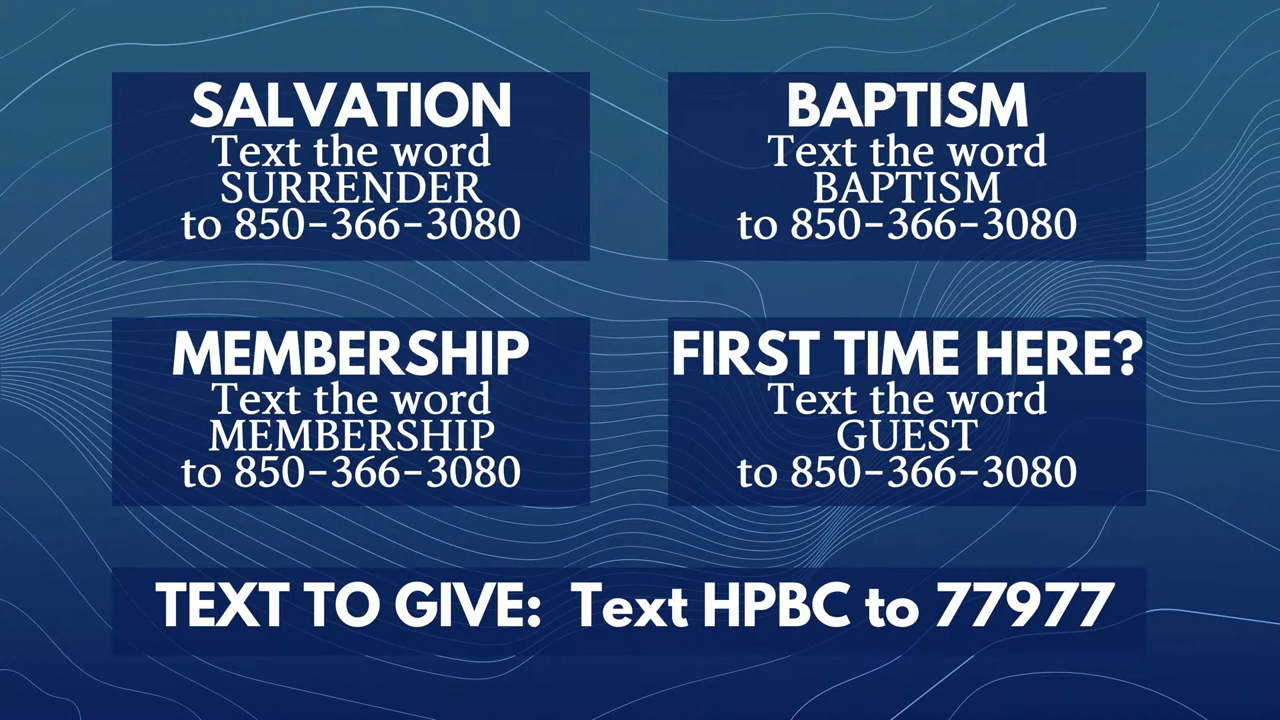 SALVATION
Text the word
SURRENDER
to 850-366-3080
BAPTISM
Text the word
BAPTISM
to 850-366-3080
MEMBERSHIP
Text the word
MEMBERSHIP
to 850-366-3080
FIRST TIME HERE?
Text the word
GUEST
to 850-366-3080
TEXT TO GIVE: Text HPBC to 77977